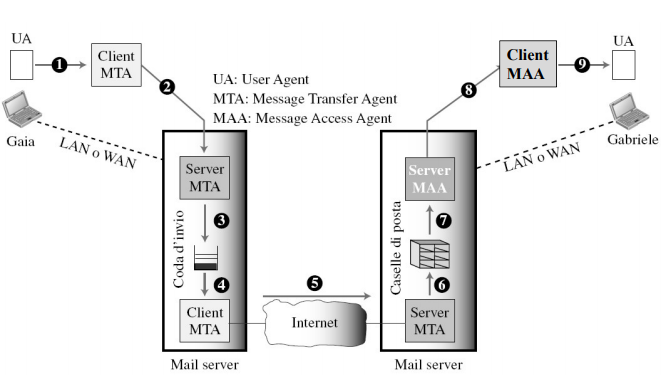 UA
1
Client
MTA
2
UA: User Agent
MTA: Message Transfer Agent
MAA: Message Access Agent
Client
MAA
8
9
UA
Gaia
LAN o WAN
Gabriele
LAN o WAN
Server
MTA
3
Coda d'invio
4
Client
MTA
5
Internet
Server
MAA
7
Caselle di posta
6
Server
MTA
Mail server
Mail server